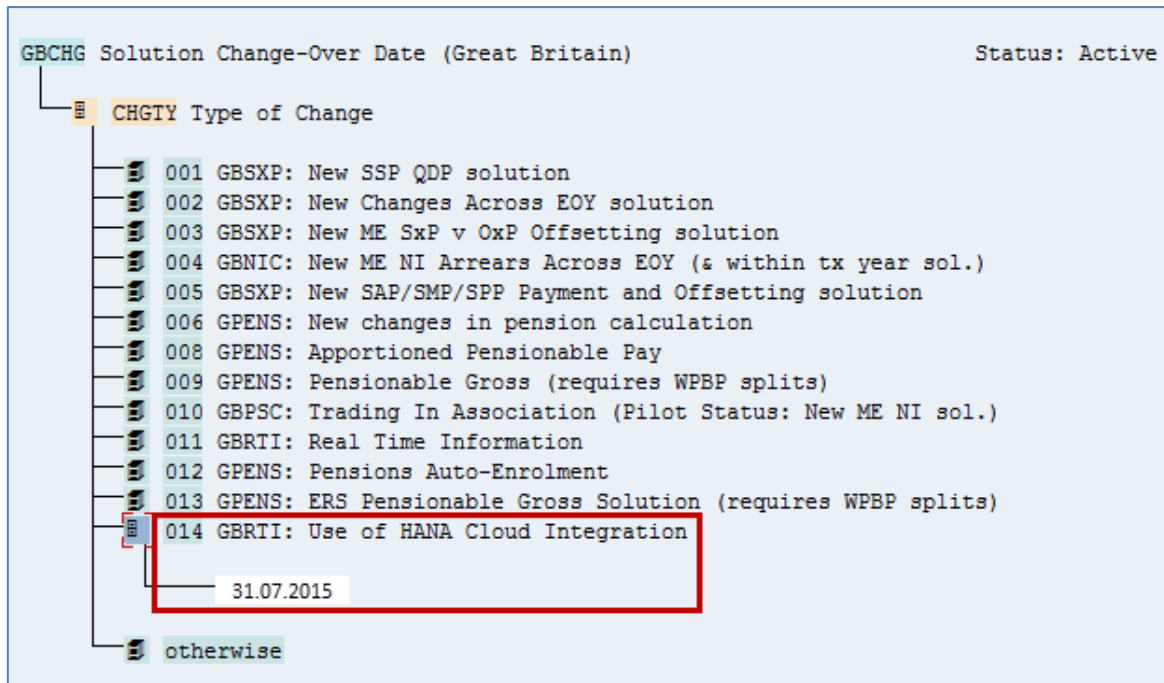 GBCHG Solution Change-Over Date (Great Britain) Status: Active
CHGTY Type of Change
001 GBSXP: New SSP QDP solution
002 GBSXP: New Changes Across EOY solution
003 GBSXP: New ME SxP v OxP Offsetting solution
004 GBNIC: New ME NI Arrears Across EOY (& within tx year sol.)
005 GBSXP: New SAP/SMP/SPP Payment and Offsetting solution
006 GPENS: New changes in pension calculation
008 GPENS: Apportioned Pensionable Pay
009 GPENS: Pensionable Gross (requires WPBP splits)
010 GBPSC: Trading In Association (Pilot Status: New ME NI sol.)
011 GBRTI: Real Time Information
012 GPENS: Pensions Auto-Enrolment
013 GPENS: ERS Pensionable Gross Solution (requires WPBP splits)
014 GBRTI: Use of HANA Cloud Integration
31.07.2015
otherwise